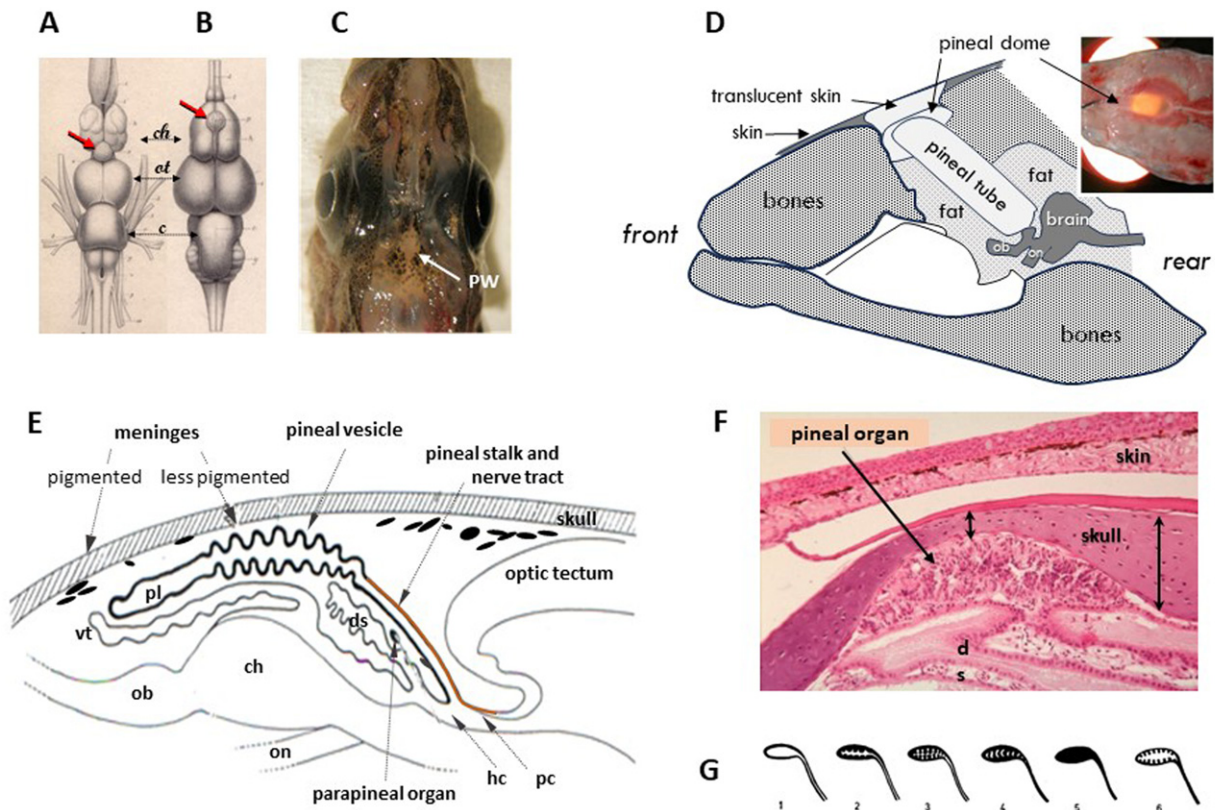 A
B
C
ch
ot
c
PW
D
pineal dome
translucent skin
skin
pineal tube
fat
fat
bones
brain
ob
on
front
rear
bones
E
meninges
pineal vesicle
pigmented
less pigmented
pineal stalk and
nerve tract
skull
optic tectum
pl
vt
ds
ch
ob
on
hc
pc
parapineal organ
F
pineal organ
skin
skull
d
s
G
1
2
3
4
5
6